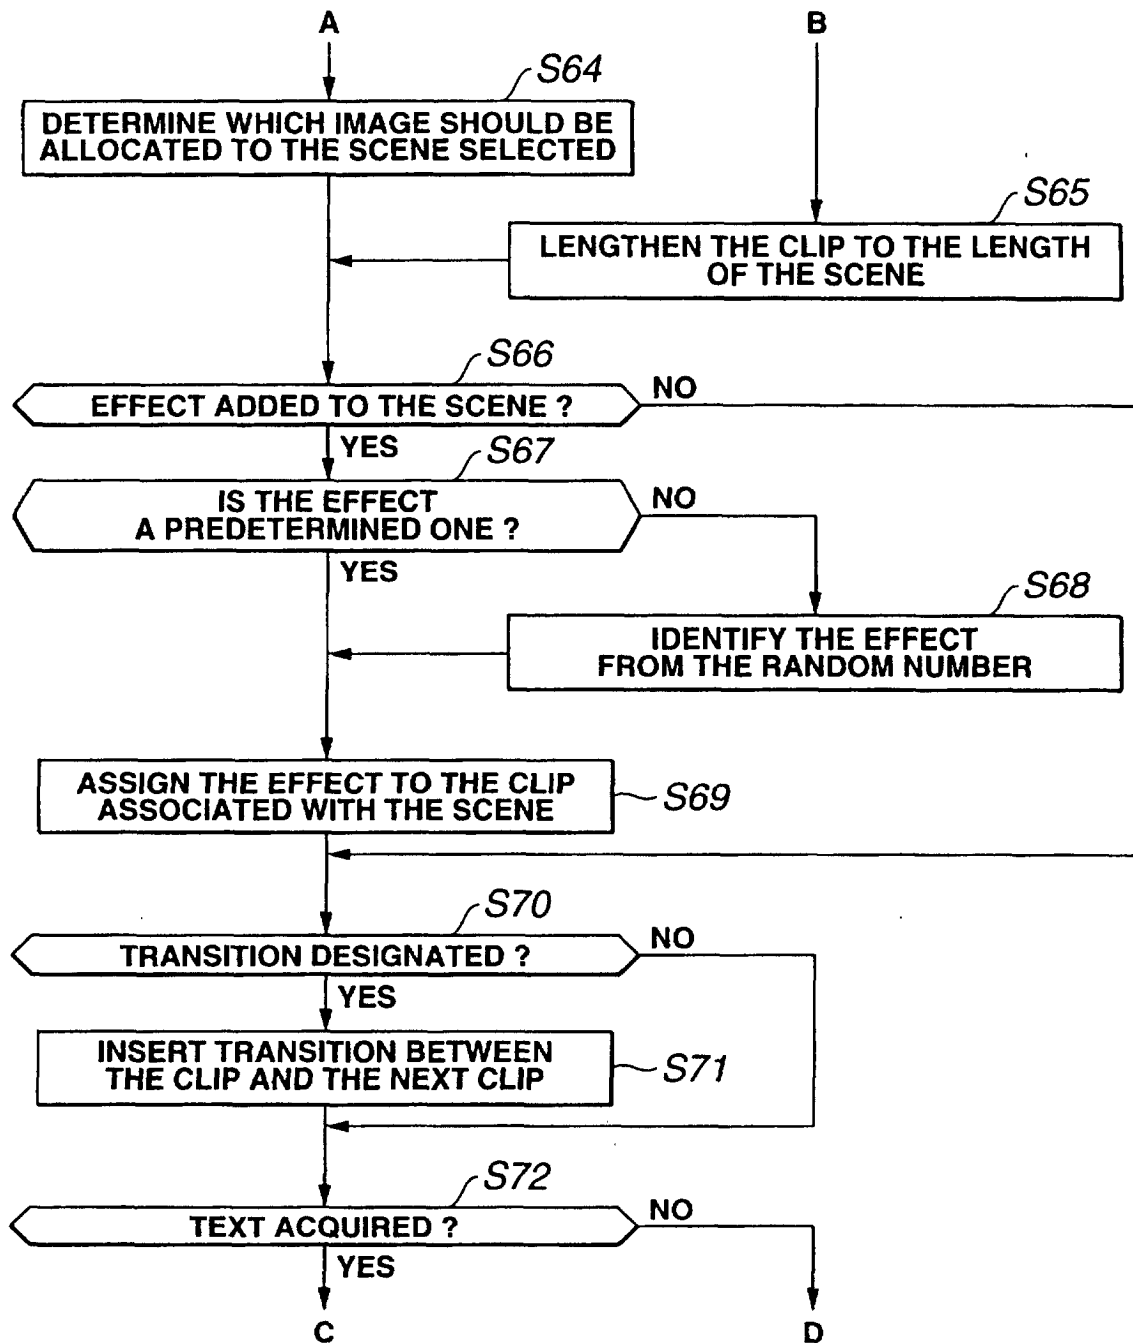 A
B
S64
DETERMINE WHICH IMAGE SHOULD BE
ALLOCATED TO THE SCENE SELECTED
S65
LENGTHEN THE CLIP TO THE LENGTH
OF THE SCENE
S66
EFFECT ADDED TO THE SCENE ?
NO
YES
S67
IS THE EFFECT
A PREDETERMINED ONE ?
NO
YES
S68
IDENTIFY THE EFFECT
FROM THE RANDOM NUMBER
ASSIGN THE EFFECT TO THE CLIP
ASSOCIATED WITH THE SCENE
S69
S70
TRANSITION DESIGNATED ?
NO
YES
INSERT TRANSITION BETWEEN
THE CLIP AND THE NEXT CLIP
S71
S72
TEXT ACQUIRED ?
NO
YES
C
D